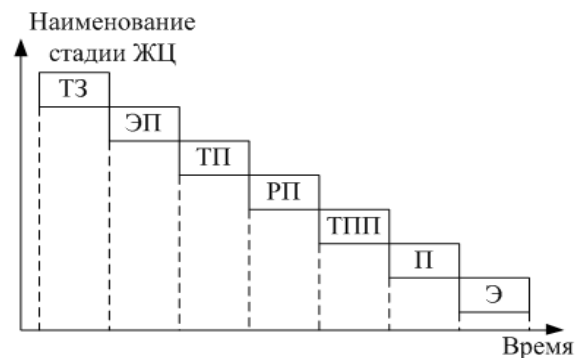 Наименование
стадии ЖЦ
ТЗ
ЭП
ТП
РП
ТПП
П
Э
Время